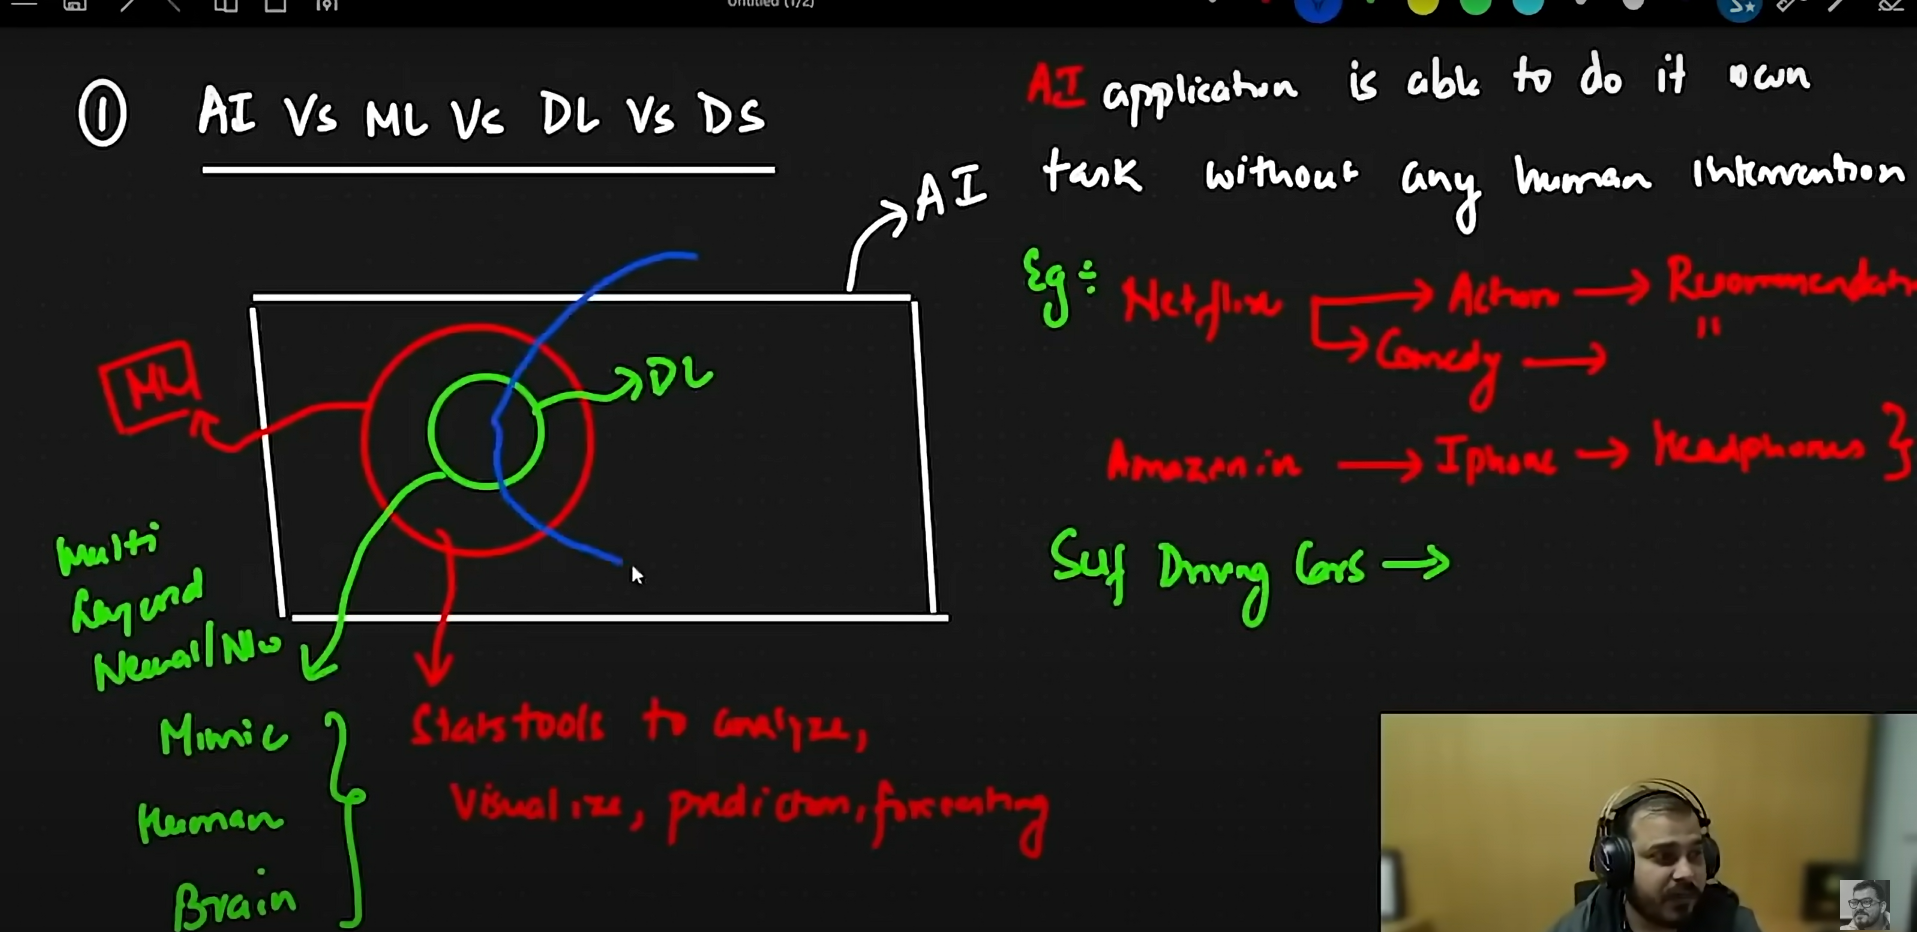 Untitled (1/2)
① AI Vs ML Vs DL Vs DS
AI application is able to do it own
task without any human Intervention
AI
Eg:
Netflix → Action → Recommendatn
→ Comedy → "
ML
DL
Amazon.in → Iphone → Headphones }
Self Driving Cars →
Multi
Layered
Neural/Nw
Mimic
Human
Brain
Stats tools to analyze,
Visualize, prediction, forecasting